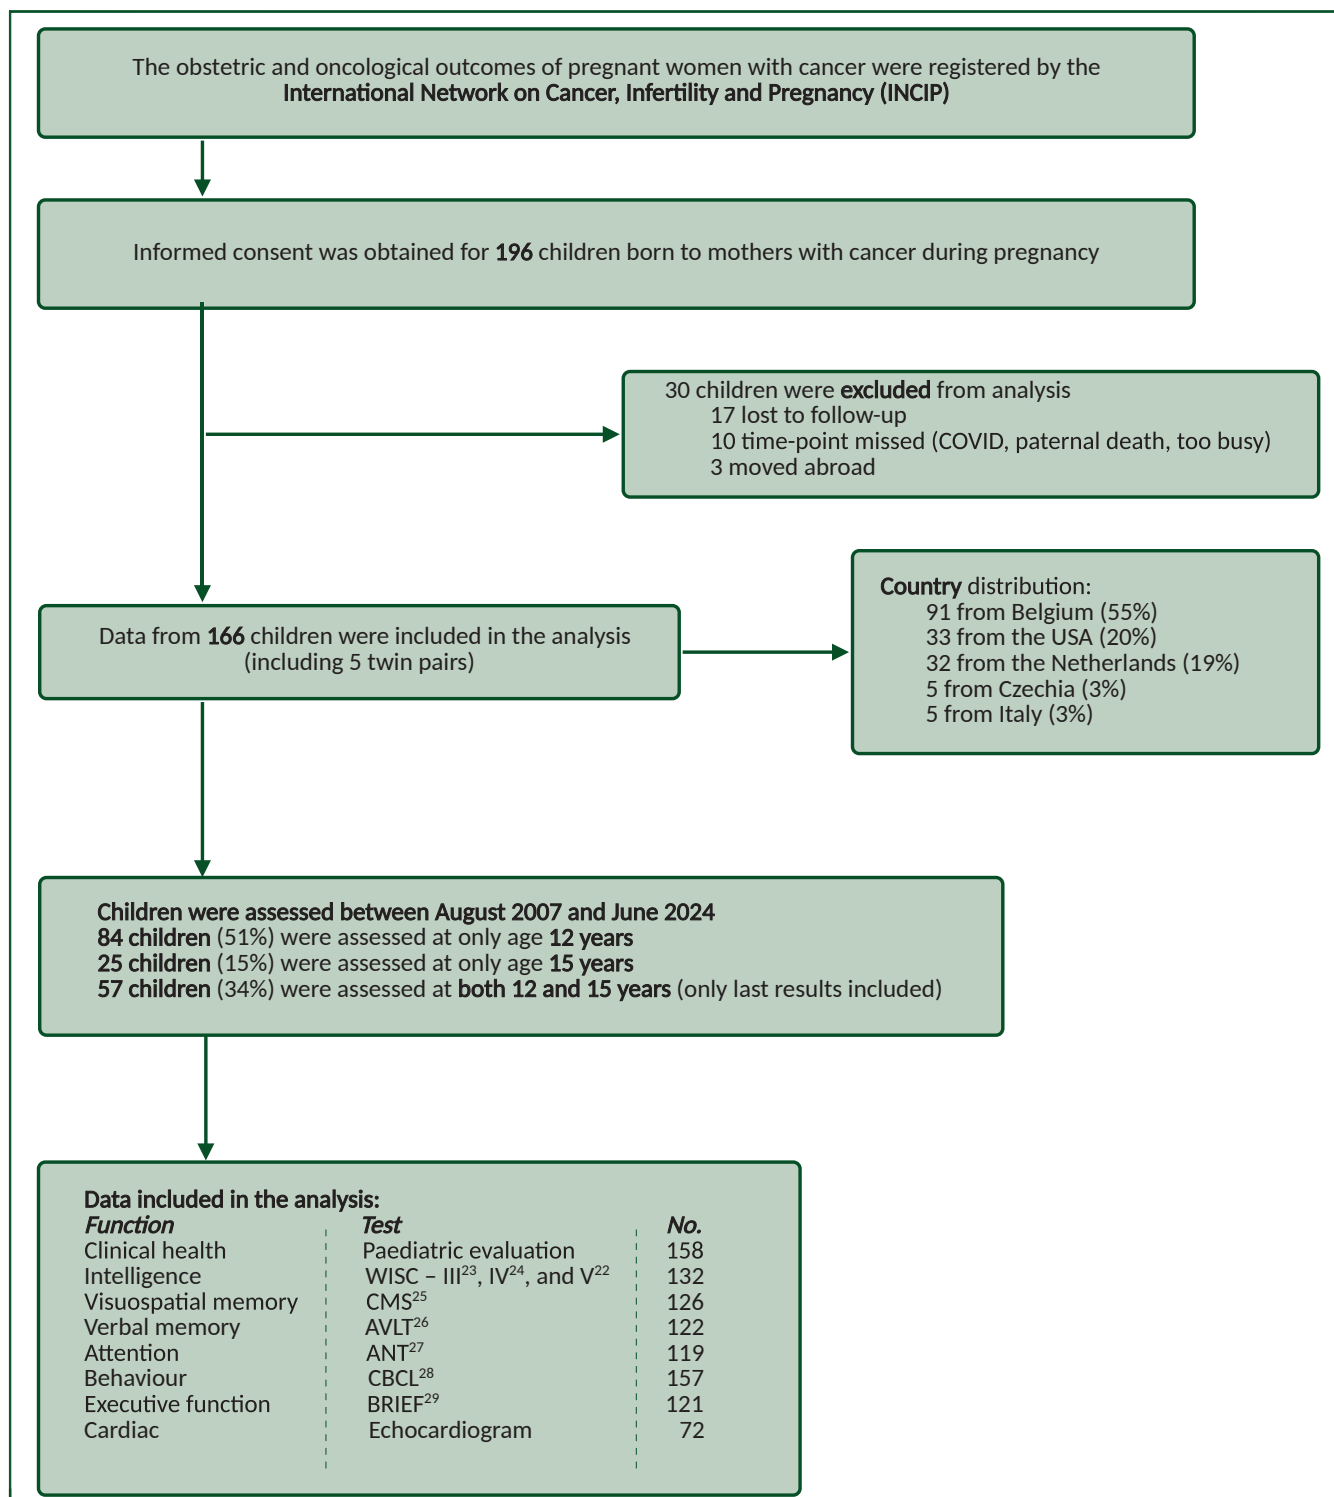 The obstetric and oncological outcomes of pregnant women with cancer were registered by the
International Network on Cancer, Infertility and Pregnancy (INCIP)
Informed consent was obtained for 196 children born to mothers with cancer during pregnancy
30 children were excluded from analysis
17 lost to follow-up
10 time-point missed (COVID, paternal death, too busy)
3 moved abroad
Data from 166 children were included in the analysis
(including 5 twin pairs)
Country distribution:
91 from Belgium (55%)
33 from the USA (20%)
32 from the Netherlands (19%)
5 from Czechia (3%)
5 from Italy (3%)
Children were assessed between August 2007 and June 2024
84 children (51%) were assessed at only age 12 years
25 children (15%) were assessed at only age 15 years
57 children (34%) were assessed at both 12 and 15 years (only last results included)
Data included in the analysis:
Function Test No.
Clinical health Paediatric evaluation 158
Intelligence WISC – III²³, IV²⁴, and V²² 132
Visuospatial memory CMS²⁵ 126
Verbal memory AVLT²⁶ 122
Attention ANT²⁷ 119
Behaviour CBCL²⁸ 157
Executive function BRIEF²⁹ 121
Cardiac Echocardiogram 72